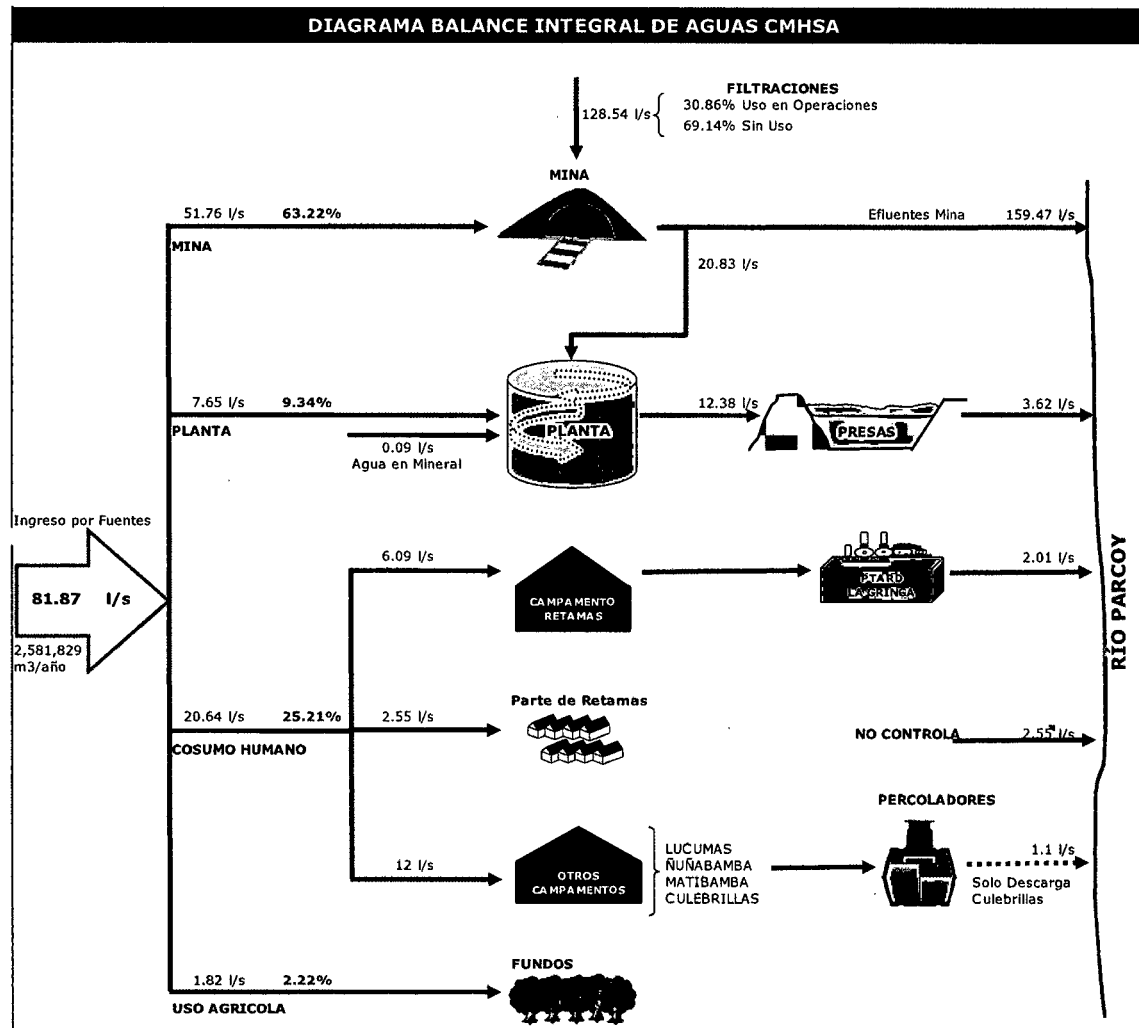 DIAGRAMA BALANCE INTEGRAL DE AGUAS CMHSA
FILTRACIONES
128.54 l/s
30.86% Uso en Operaciones
69.14% Sin Uso
MINA
51.76 l/s 63.22%
MINA
Efluentes Mina 159.47 l/s
20.83 l/s
7.65 l/s 9.34%
PLANTA
0.09 l/s
Agua en Mineral
PLANTA
12.38 l/s
PRESAS
3.62 l/s
Ingreso por Fuentes
81.87 l/s
2,581,829
m3/año
6.09 l/s
CAMPAMENTO
RETAMAS
PTARD
LA GRINGA
2.01 l/s
RÍO PARCOY
20.64 l/s 25.21%
COSUMO HUMANO
2.55 l/s
Parte de Retamas
NO CONTROLA
2.55 l/s
12 l/s
OTROS
CAMPAMENTOS
LUCUMAS
ÑUÑABAMBA
MATIBAMBA
CULEBRILLAS
PERCOLADORES
1.1 l/s
Solo Descarga
Culebrillas
1.82 l/s 2.22%
USO AGRICOLA
FUNDOS